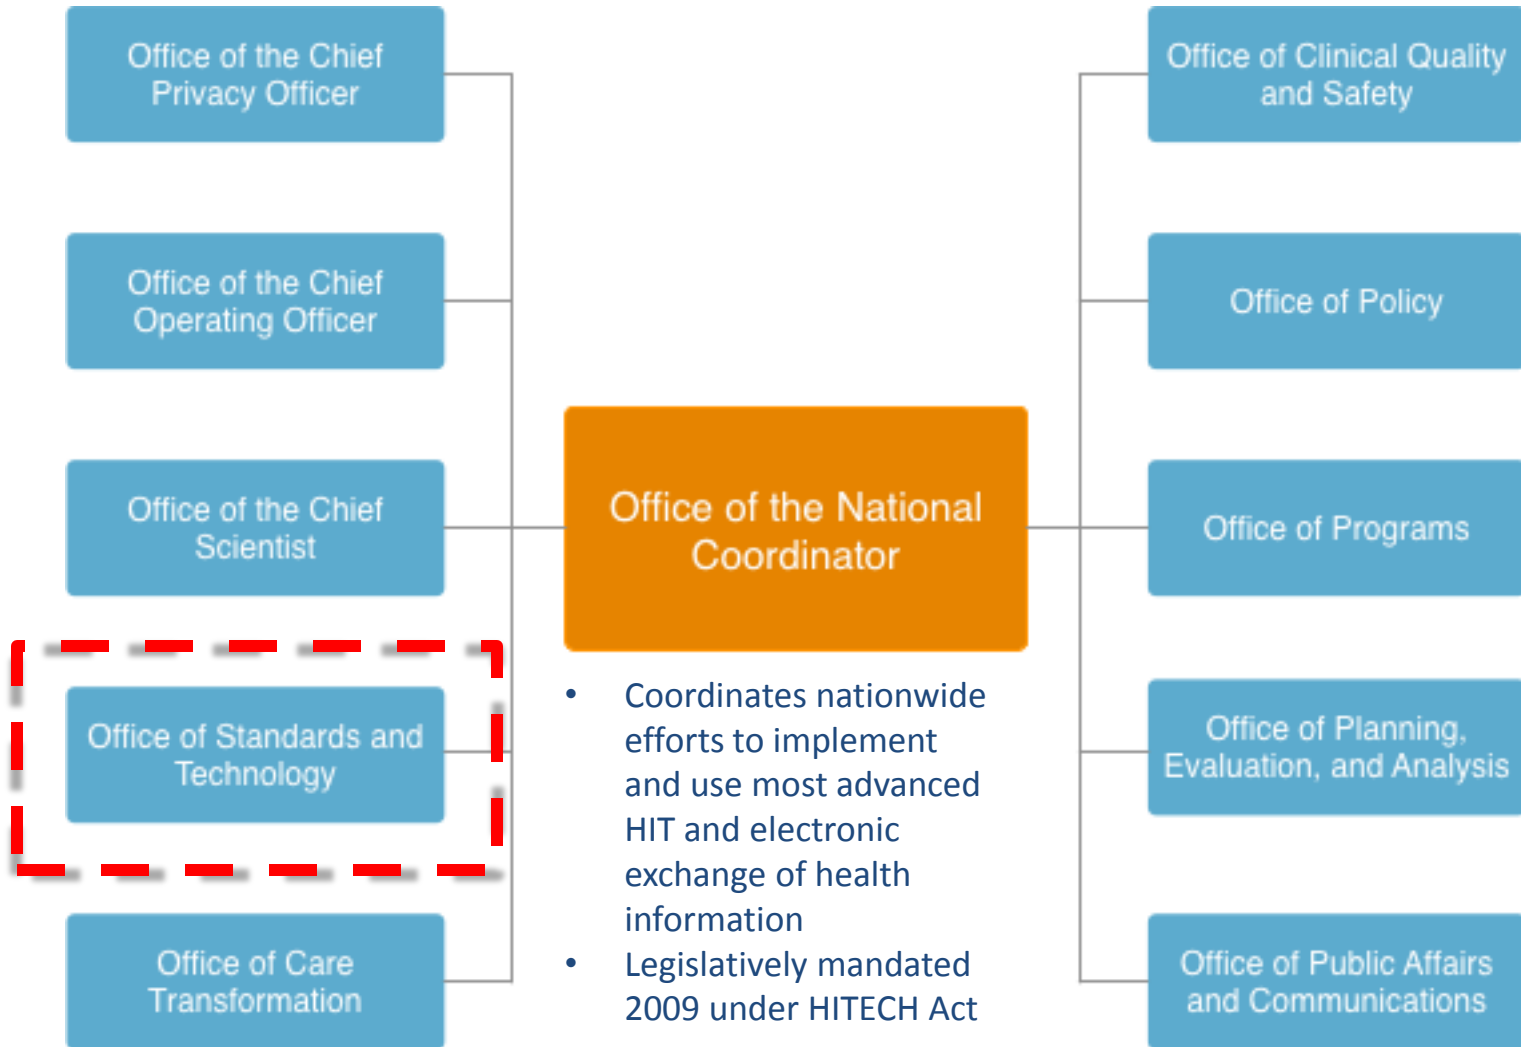 Office of the Chief
Privacy Officer
Office of the Chief
Operating Officer
Office of the Chief
Scientist
Office of Standards and
Technology
Office of Care
Transformation
Office of the National
Coordinator
• Coordinates nationwide
efforts to implement
and use most advanced
HIT and electronic
exchange of health
information
• Legislatively mandated
2009 under HITECH Act
Office of Clinical Quality
and Safety
Office of Policy
Office of Programs
Office of Planning,
Evaluation, and Analysis
Office of Public Affairs
and Communications